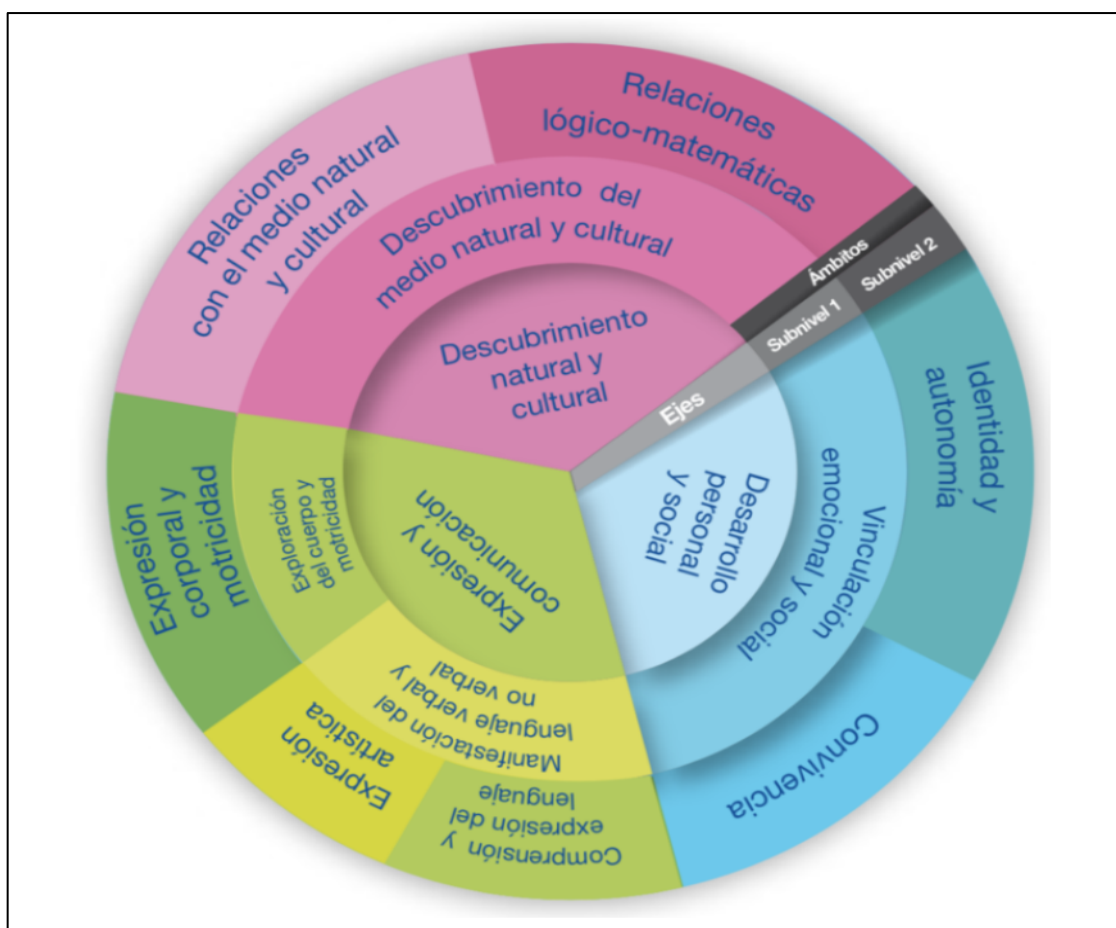 Relaciones
lógico-matemáticas
Relaciones
con el medio natural
y cultural
Descubrimiento del
medio natural y cultural
Descubrimiento
natural y
cultural
Ámbitos
Subnivel 2
Subnivel 1
Ejes
Identidad y
autonomía
Vinculación
emocional y social
Desarrollo
personal
y social
Convivencia
Expresión y
comunicación
Exploración
del cuerpo y
motricidad
Expresión
corporal y
motricidad
Manifestación del
lenguaje verbal y
no verbal
Expresión
artística
Comprensión y
expresión del
lenguaje